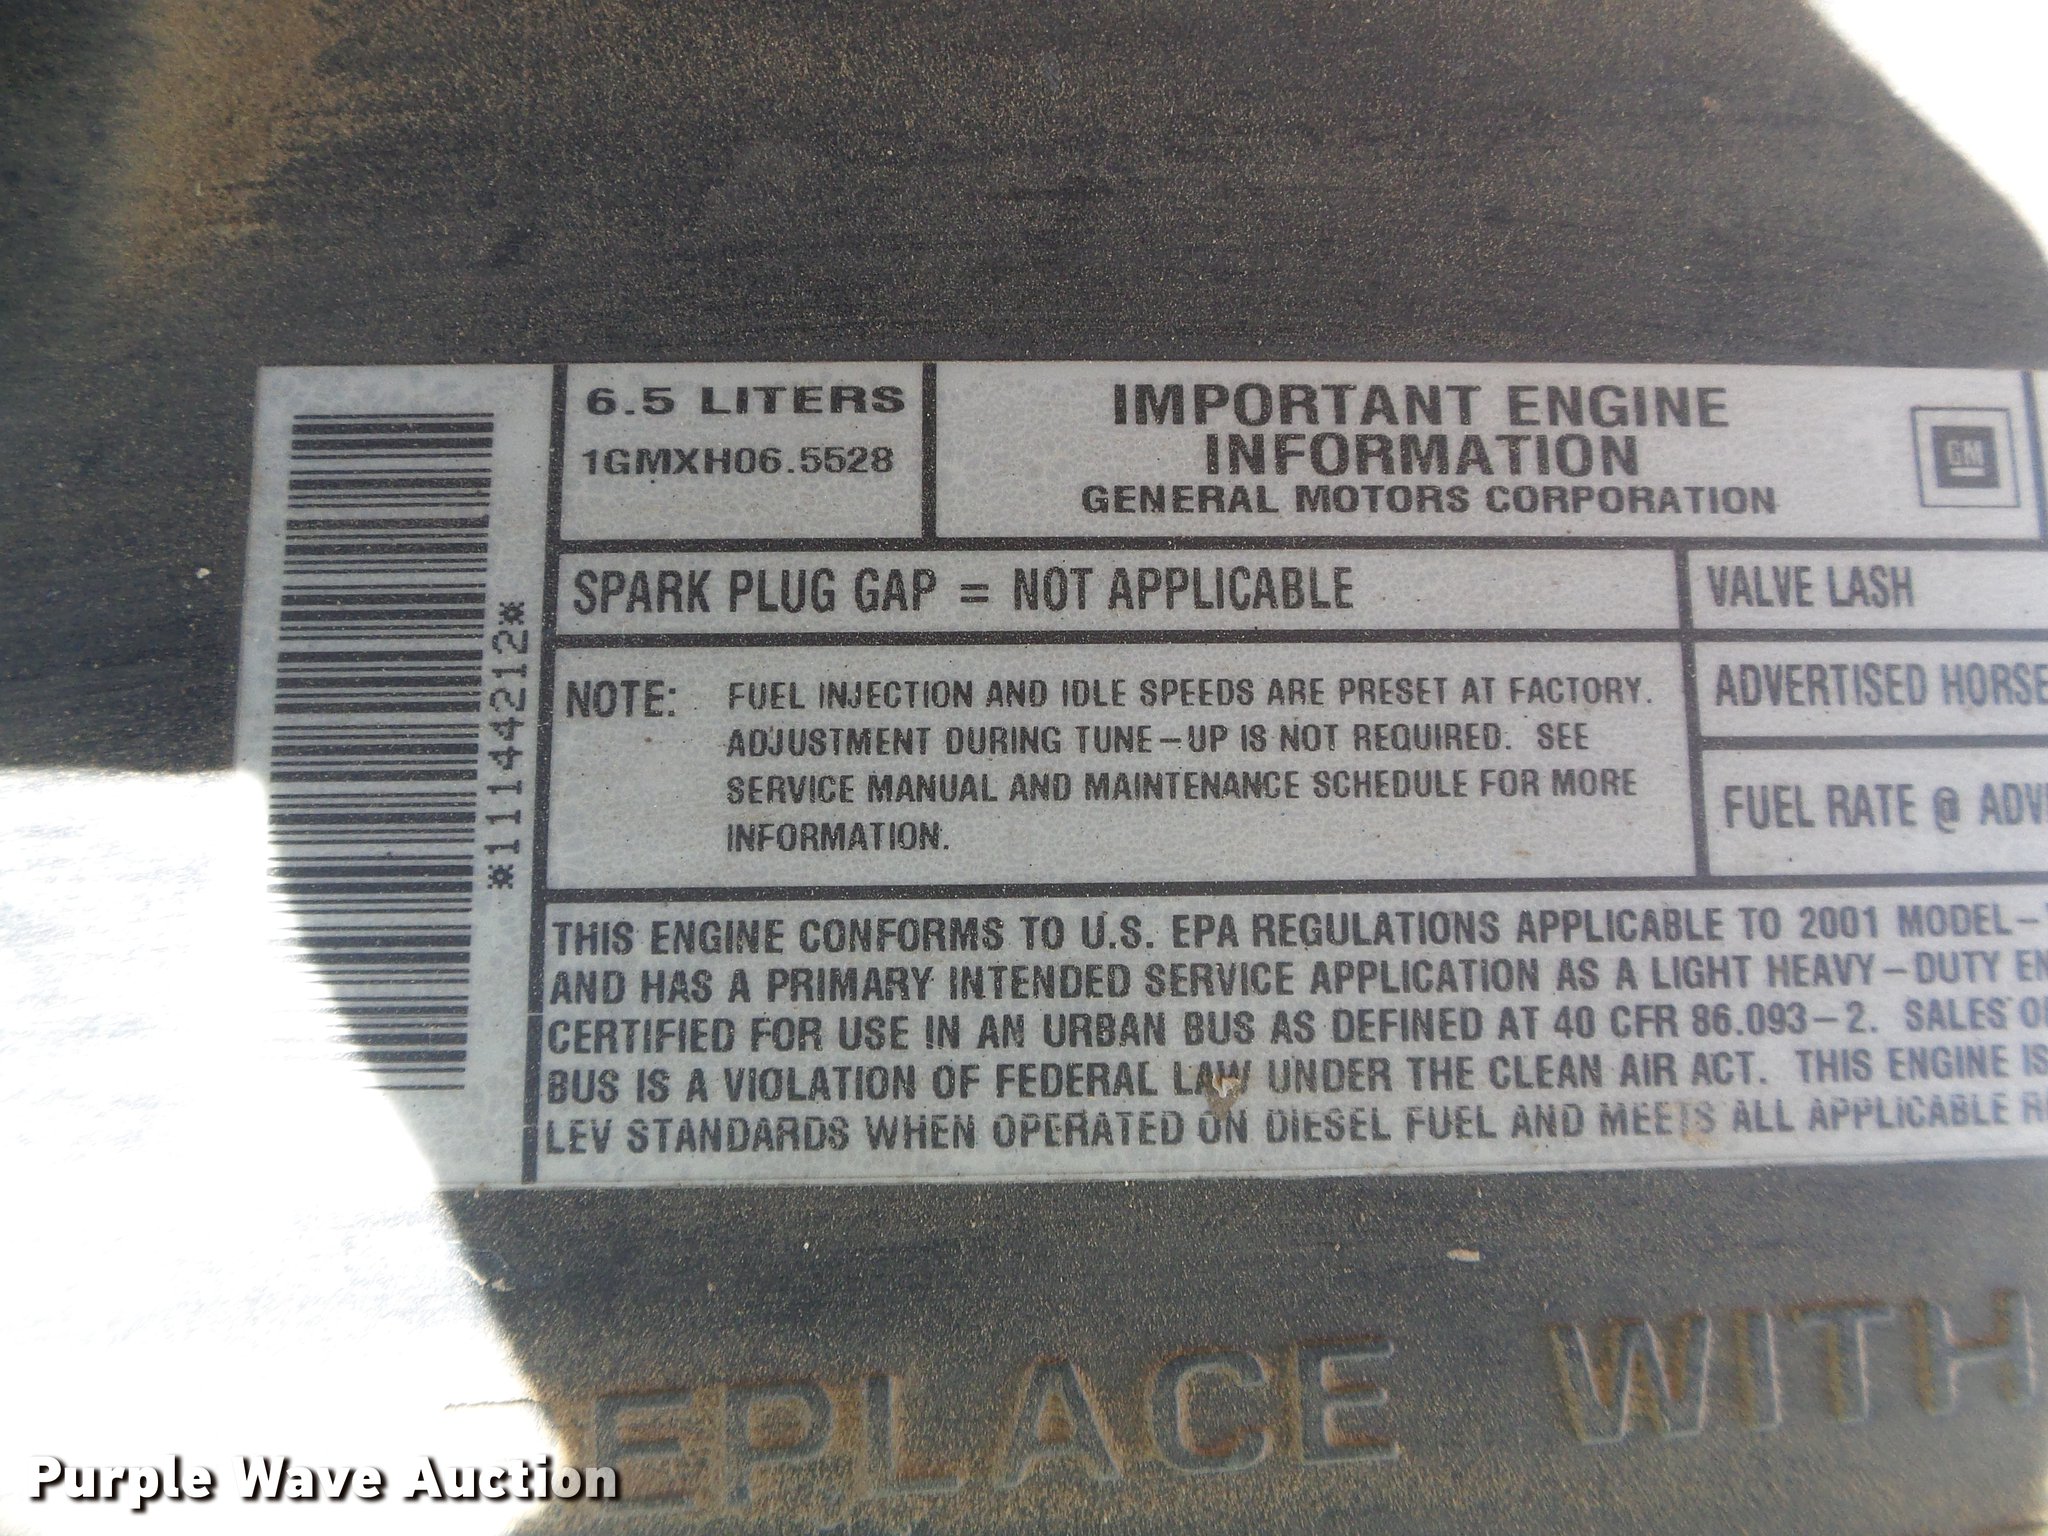 6.5 LITERS
1GMXH06.5528
IMPORTANT ENGINE
INFORMATION
GENERAL MOTORS CORPORATION
GM
SPARK PLUG GAP = NOT APPLICABLE
VALVE LASH
NOTE: FUEL INJECTION AND IDLE SPEEDS ARE PRESET AT FACTORY.
ADJUSTMENT DURING TUNE-UP IS NOT REQUIRED. SEE
SERVICE MANUAL AND MAINTENANCE SCHEDULE FOR MORE
INFORMATION.
ADVERTISED HORSE
FUEL RATE @ ADV
*11144212*
THIS ENGINE CONFORMS TO U.S. EPA REGULATIONS APPLICABLE TO 2001 MODEL-
AND HAS A PRIMARY INTENDED SERVICE APPLICATION AS A LIGHT HEAVY-DUTY EN
CERTIFIED FOR USE IN AN URBAN BUS AS DEFINED AT 40 CFR 86.093-2. SALES O
BUS IS A VIOLATION OF FEDERAL LAW UNDER THE CLEAN AIR ACT. THIS ENGINE IS
LEV STANDARDS WHEN OPERATED ON DIESEL FUEL AND MEETS ALL APPLICABLE R
EPLACE WITH
Purple Wave Auction